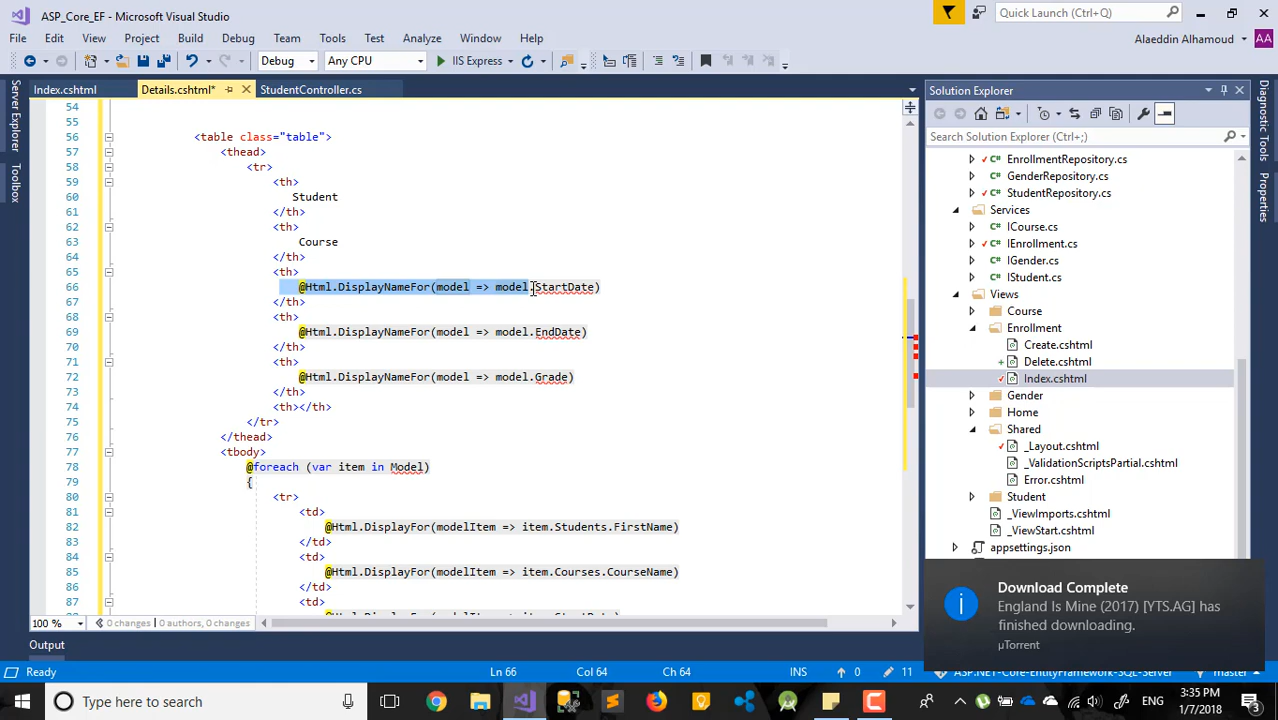 ASP_Core_EF - Microsoft Visual Studio
Quick Launch (Ctrl+Q)
File Edit View Project Build Debug Team Tools Test Analyze Window Help
Alaeddin Alhamoud AA
Debug Any CPU IIS Express
Index.cshtml Details.cshtml* StudentController.cs
Server Explorer
Toolbox
54
55
56 <table class="table">
57 <thead>
58 <tr>
59 <th>
60 Student
61 </th>
62 <th>
63 Course
64 </th>
65 <th>
66 @Html.DisplayNameFor(model => model.StartDate)
67 </th>
68 <th>
69 @Html.DisplayNameFor(model => model.EndDate)
70 </th>
71 <th>
72 @Html.DisplayNameFor(model => model.Grade)
73 </th>
74 <th></th>
75 </tr>
76 </thead>
77 <tbody>
78 @foreach (var item in Model)
79 {
80 <tr>
81 <td>
82 @Html.DisplayFor(modelItem => item.Students.FirstName)
83 </td>
84 <td>
85 @Html.DisplayFor(modelItem => item.Courses.CourseName)
86 </td>
87 <td>
100 % 0 changes | 0 authors, 0 changes
Output
Solution Explorer
Search Solution Explorer (Ctrl+;)
C# EnrollmentRepository.cs
C# GenderRepository.cs
C# StudentRepository.cs
Services
C# ICourse.cs
C# IEnrollment.cs
C# IGender.cs
C# IStudent.cs
Views
Course
Enrollment
Create.cshtml
Delete.cshtml
Index.cshtml
Gender
Home
Shared
_Layout.cshtml
_ValidationScriptsPartial.cshtml
Error.cshtml
Student
_ViewImports.cshtml
_ViewStart.cshtml
appsettings.json
Diagnostic Tools
Properties
Download Complete
England Is Mine (2017) [YTS.AG] has
finished downloading.
µTorrent
Ready Ln 66 Col 64 Ch 64 INS 0 11
Type here to search
ENG
3:35 PM
1/7/2018